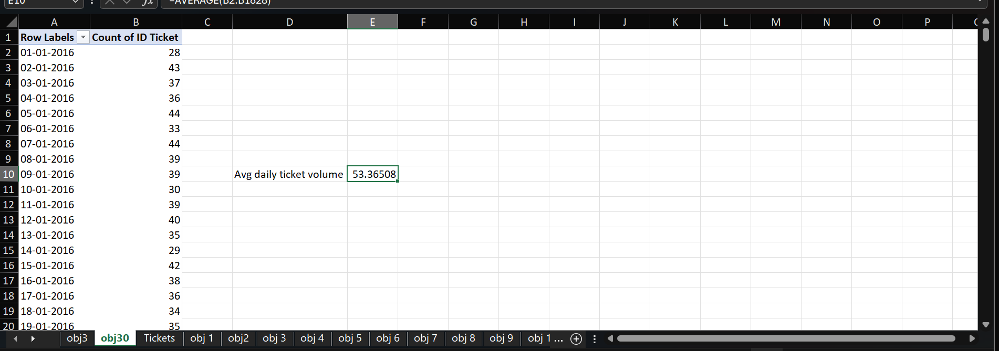 E10 fx =AVERAGE(B2:B1828)
A B C D E F G H I J K L M N O P
1 Row Labels Count of ID Ticket
2 01-01-2016 28
3 02-01-2016 43
4 03-01-2016 37
5 04-01-2016 36
6 05-01-2016 44
7 06-01-2016 33
8 07-01-2016 44
9 08-01-2016 39
10 09-01-2016 39 Avg daily ticket volume 53.36508
11 10-01-2016 30
12 11-01-2016 39
13 12-01-2016 40
14 13-01-2016 35
15 14-01-2016 29
16 15-01-2016 42
17 16-01-2016 38
18 17-01-2016 36
19 18-01-2016 34
20 19-01-2016 35
obj3 obj30 Tickets obj 1 obj2 obj 3 obj 4 obj 5 obj 6 obj 7 obj 8 obj 9 obj 1 ...